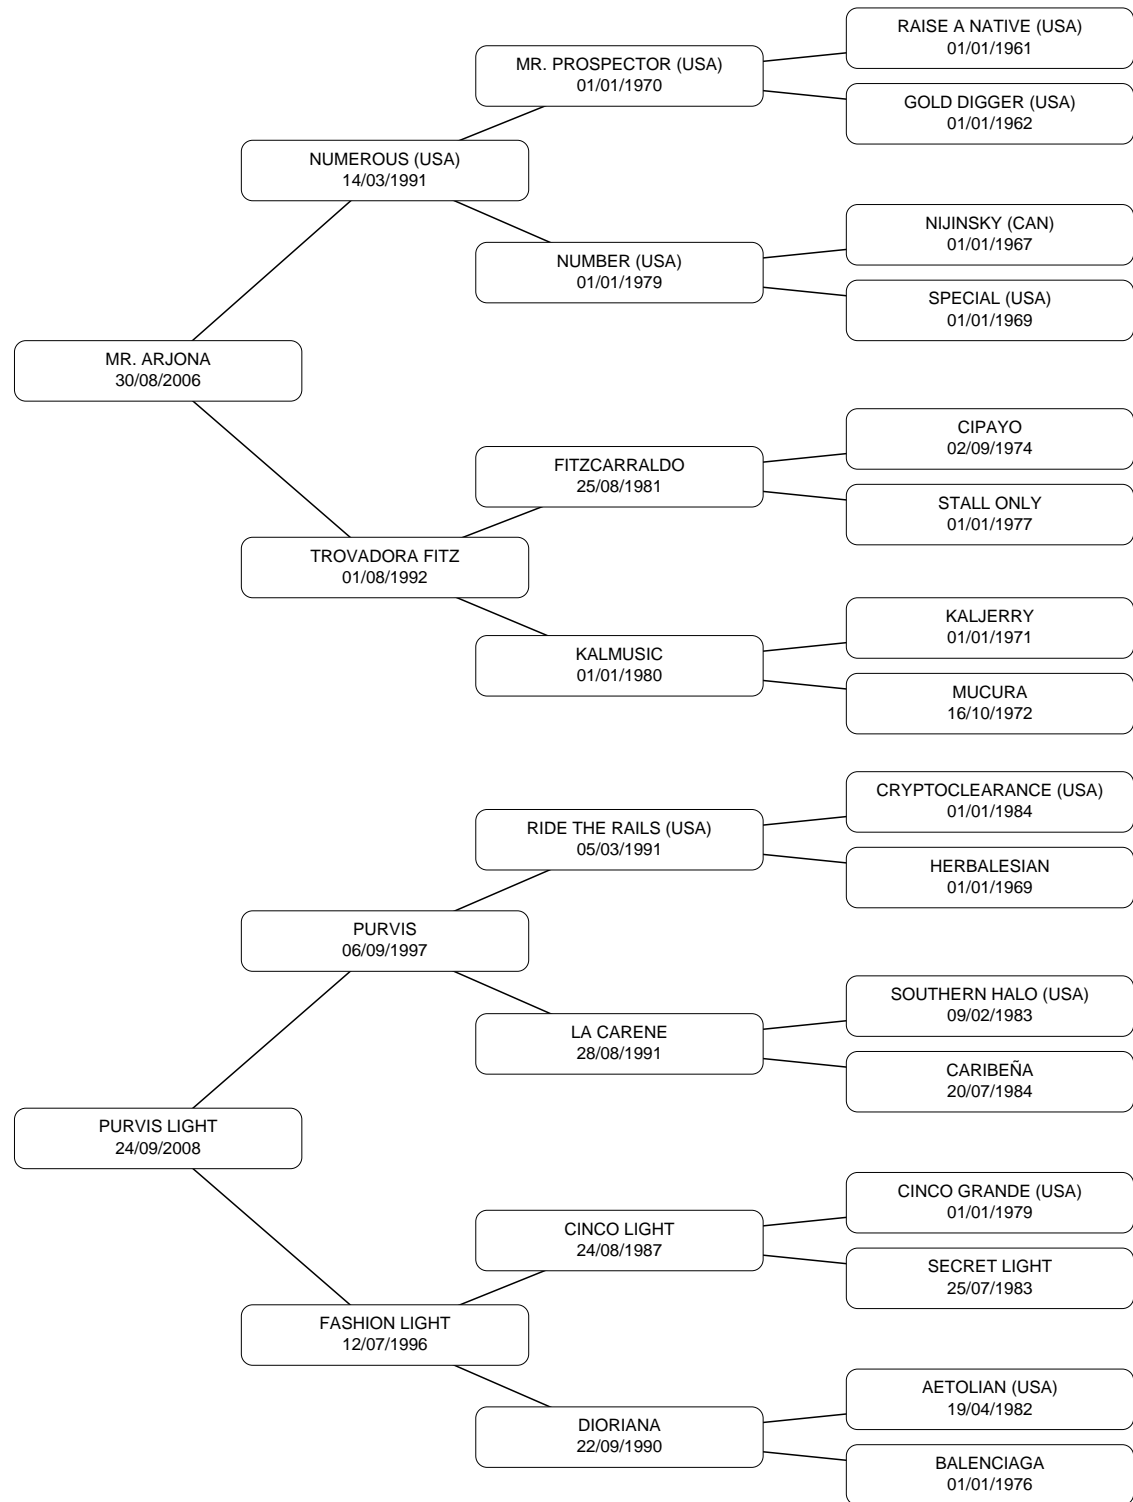 RAISE A NATIVE (USA)
01/01/1961
MR. PROSPECTOR (USA)
01/01/1970
GOLD DIGGER (USA)
01/01/1962
NUMEROUS (USA)
14/03/1991
NIJINSKY (CAN)
01/01/1967
NUMBER (USA)
01/01/1979
SPECIAL (USA)
01/01/1969
MR. ARJONA
30/08/2006
CIPAYO
02/09/1974
FITZCARRALDO
25/08/1981
STALL ONLY
01/01/1977
TROVADORA FITZ
01/08/1992
KALJERRY
01/01/1971
KALMUSIC
01/01/1980
MUCURA
16/10/1972
CRYPTOCLEARANCE (USA)
01/01/1984
RIDE THE RAILS (USA)
05/03/1991
HERBALESIAN
01/01/1969
PURVIS
06/09/1997
SOUTHERN HALO (USA)
09/02/1983
LA CARENE
28/08/1991
CARIBEÑA
20/07/1984
PURVIS LIGHT
24/09/2008
CINCO GRANDE (USA)
01/01/1979
CINCO LIGHT
24/08/1987
SECRET LIGHT
25/07/1983
FASHION LIGHT
12/07/1996
AETOLIAN (USA)
19/04/1982
DIORIANA
22/09/1990
BALENCIAGA
01/01/1976